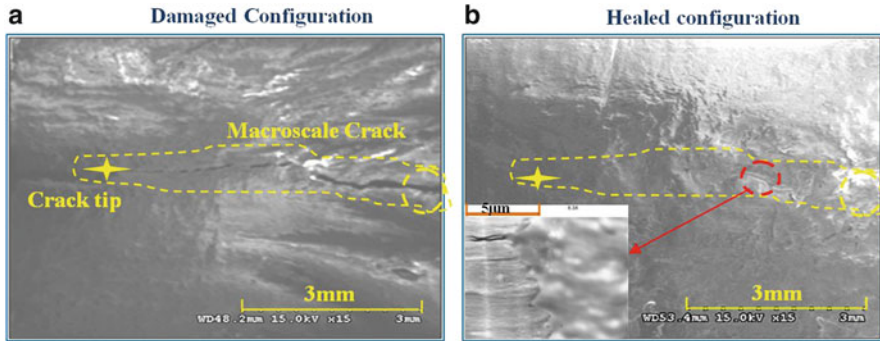 a
Damaged Configuration
Macroscale Crack
Crack tip
3mm
WD48.2mm 15.0kV x15 3mm
b
Healed configuration
5μm
3mm
WD53.4mm 15.0kV x15 3mm